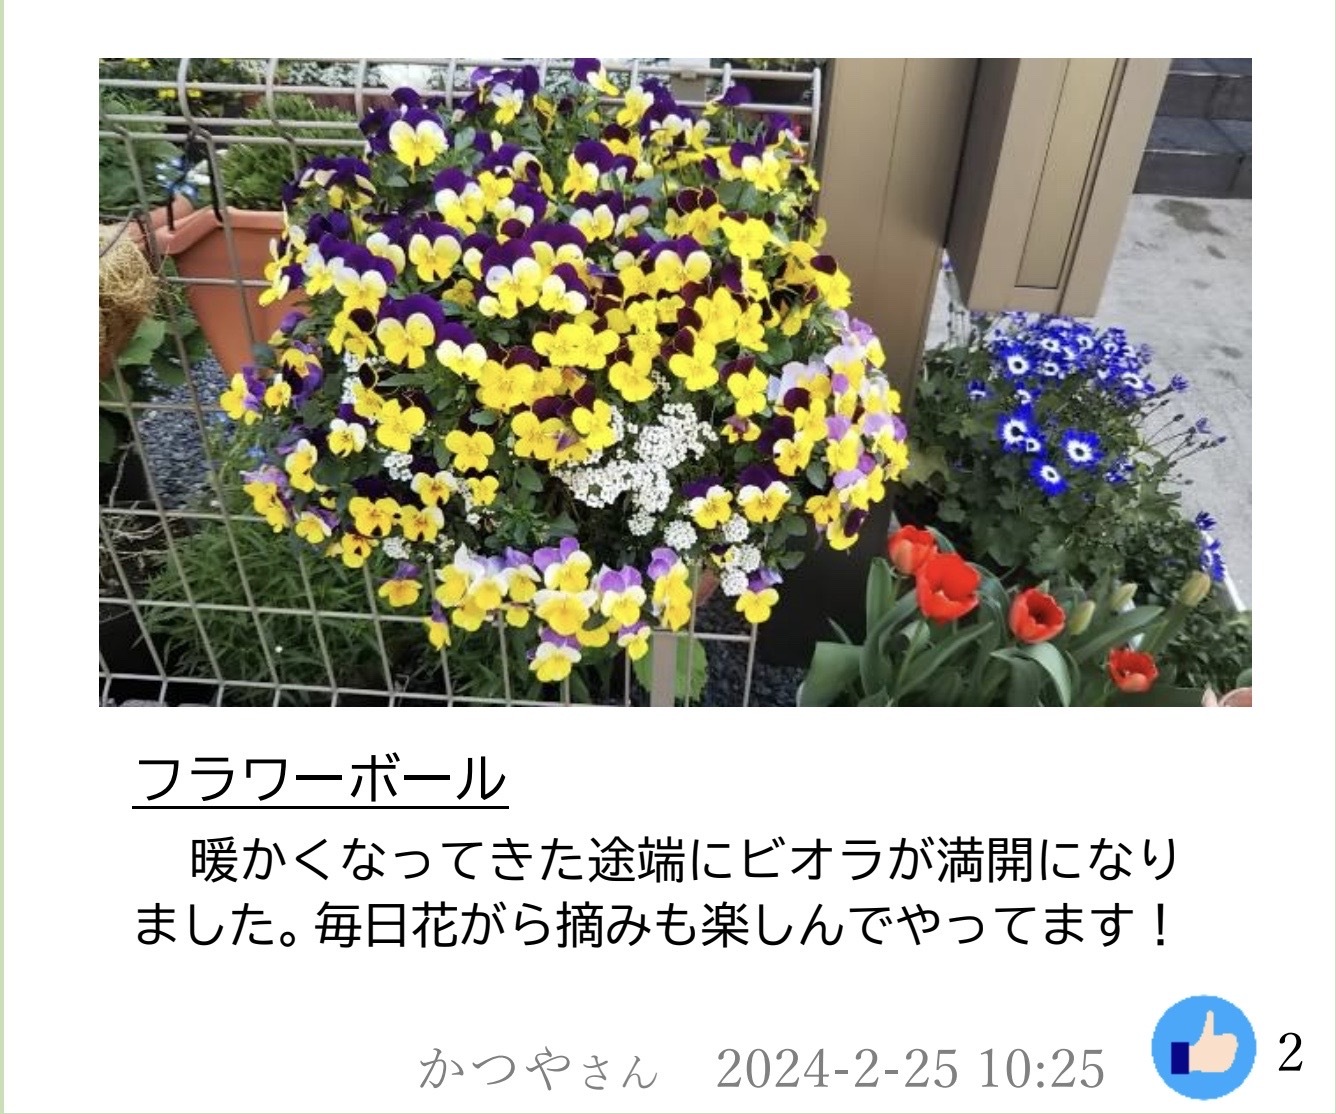 フラワーボール
暖かくなってきた途端にビオラが満開になり
ました。毎日花がら摘みも楽しんでやってます！
かつやさん 2024-2-25 10:25
2